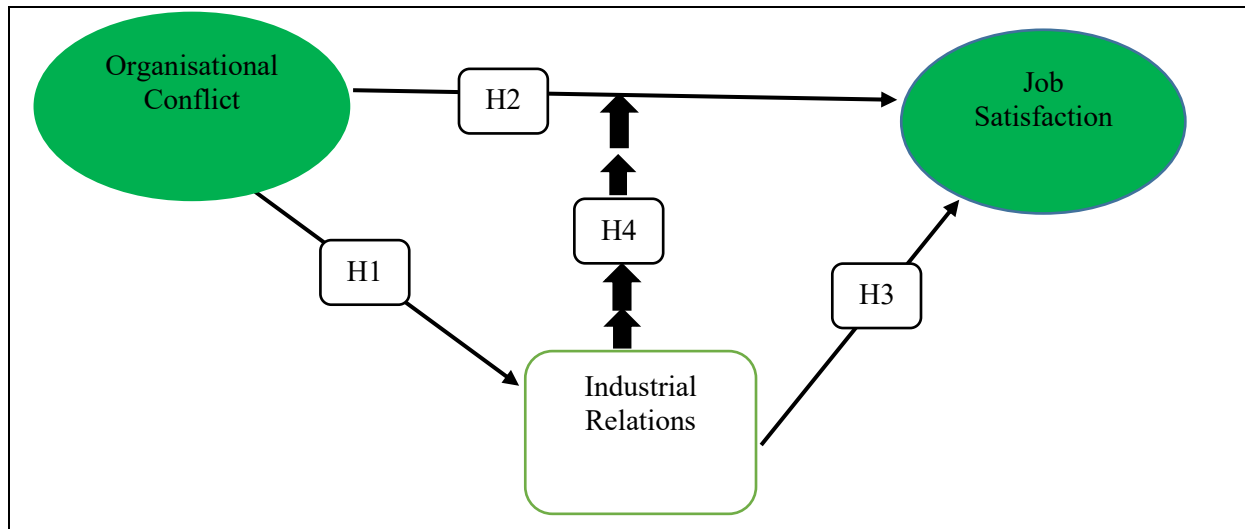 Organisational
Conflict
Job
Satisfaction
H2
H4
H1
H3
Industrial
Relations